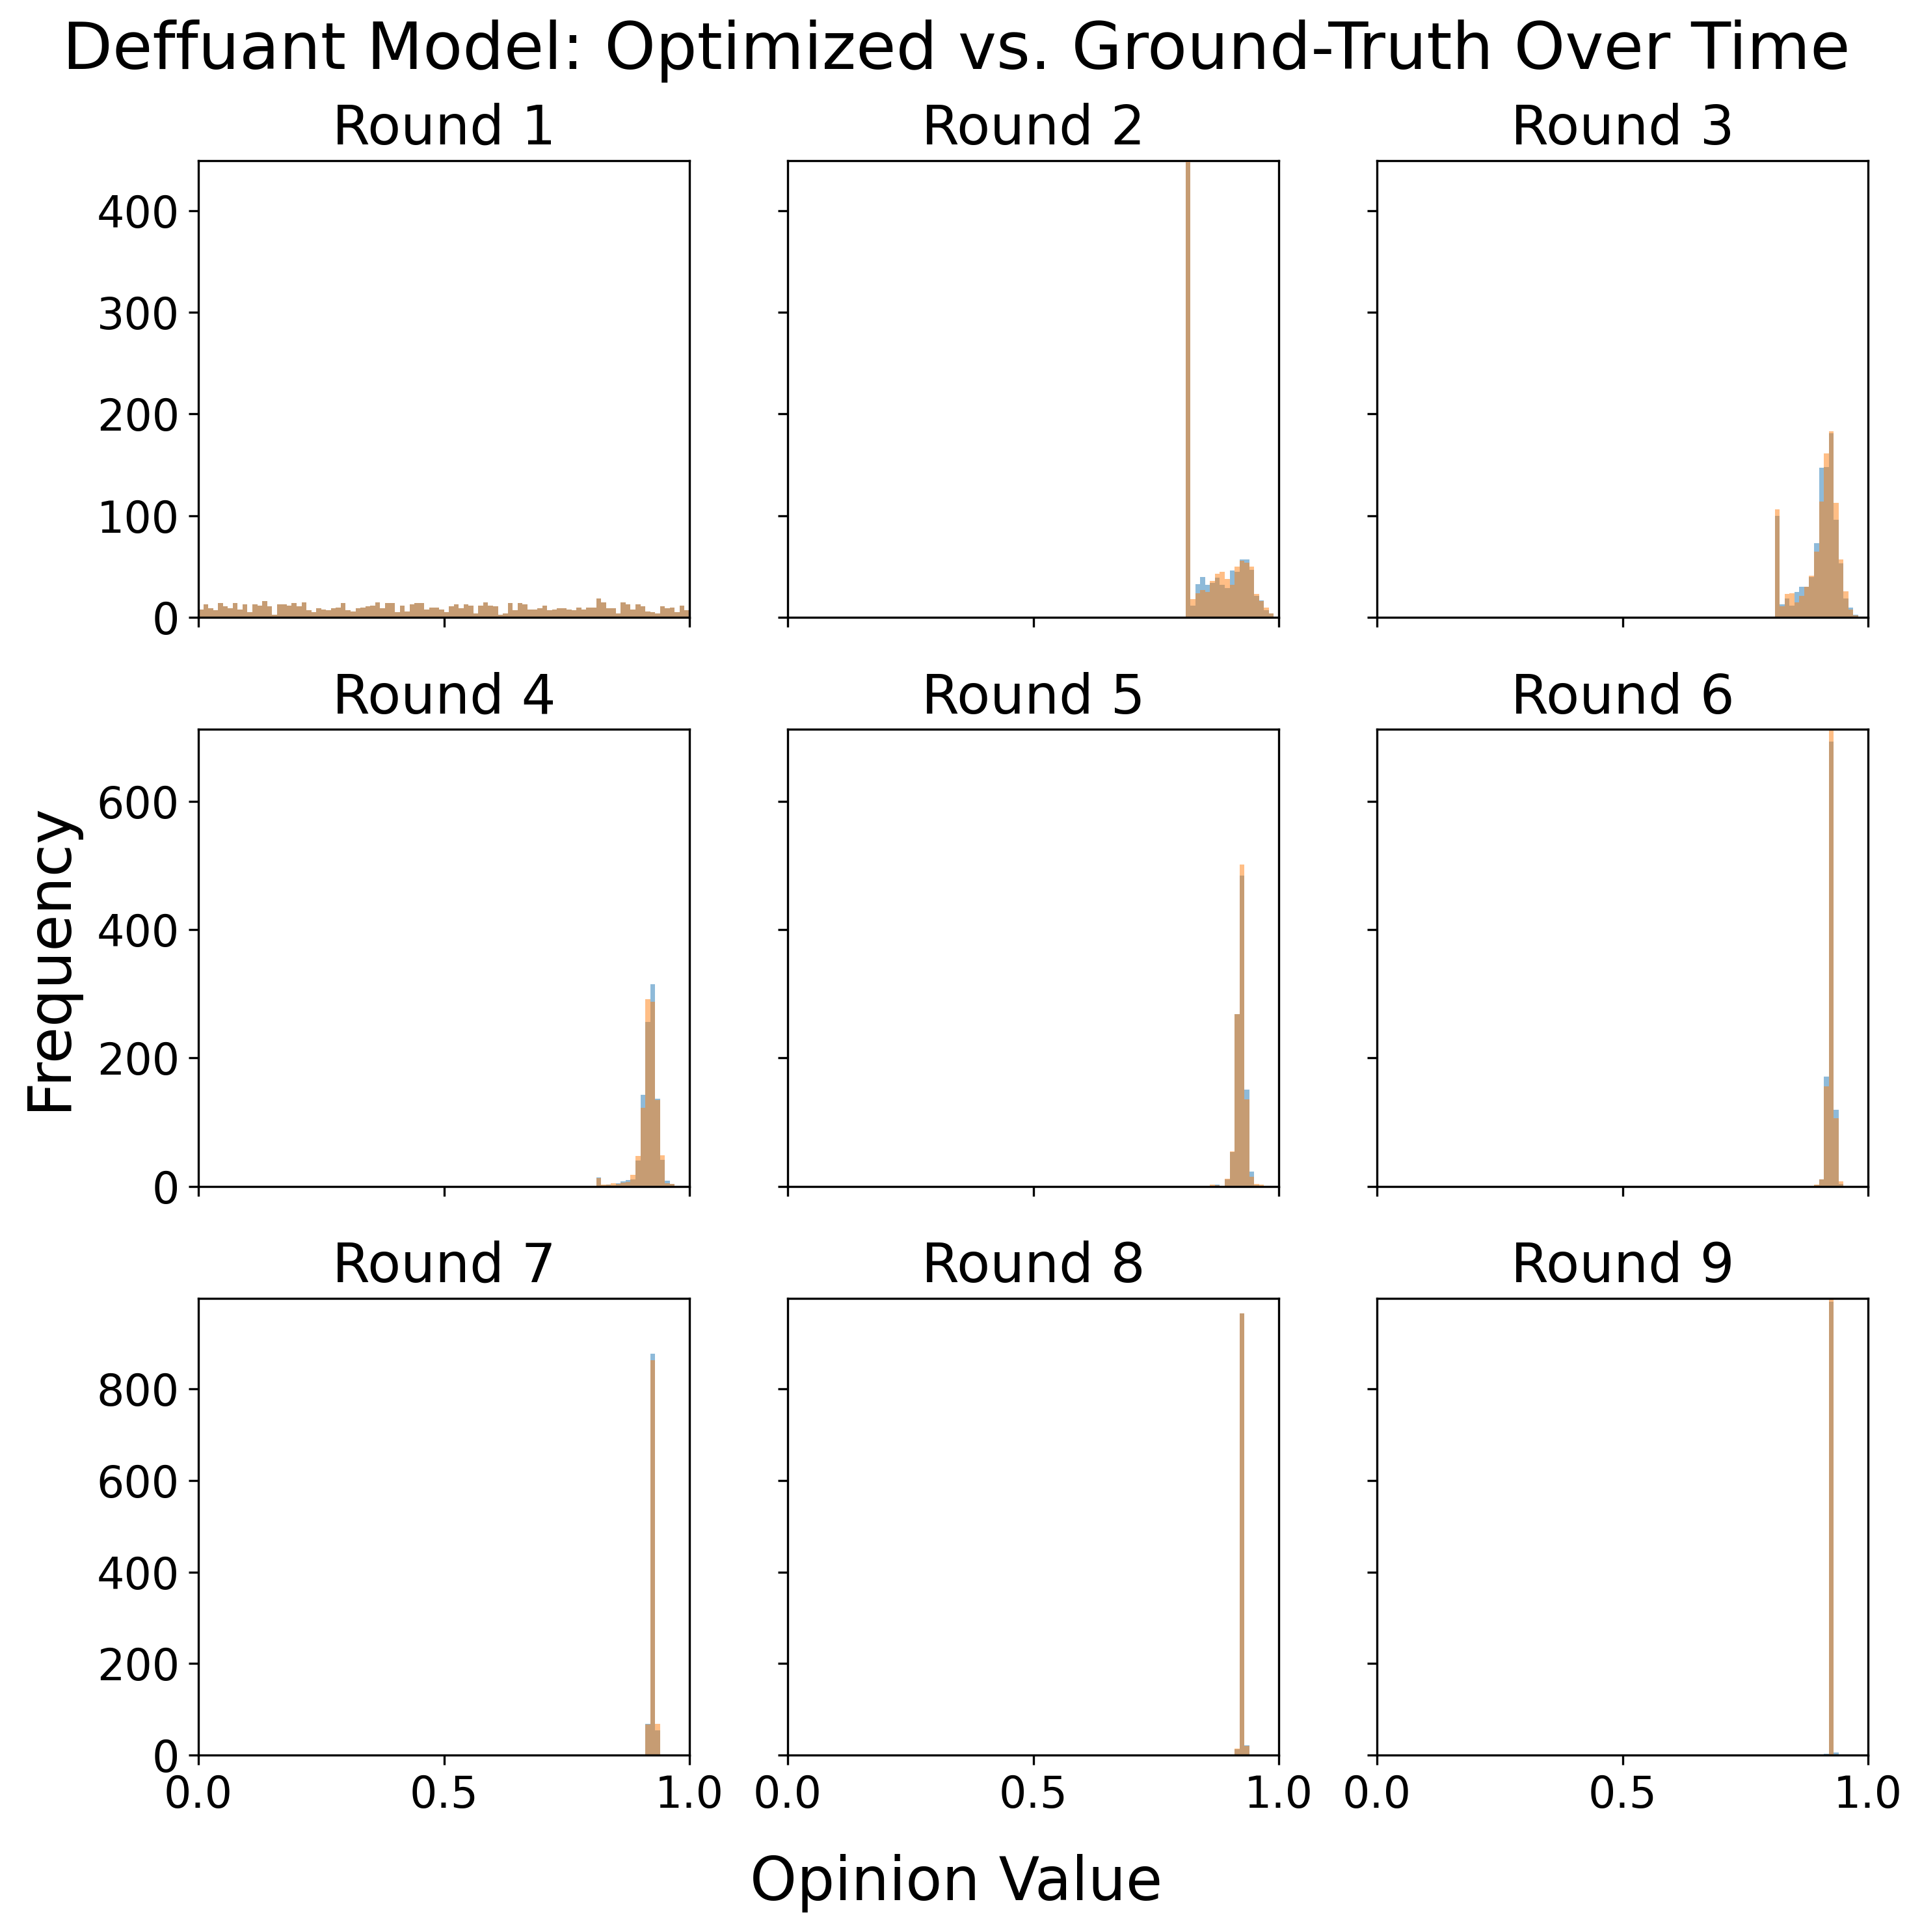 Deffuant Model: Optimized vs. Ground-Truth Over Time
Round 1
Round 2
Round 3
400
300
200
100
0
Round 4
Round 5
Round 6
600
400
200
0
Frequency
Round 7
Round 8
Round 9
800
600
400
200
0
0.0 0.5 1.0 0.0 0.5 1.0 0.0 0.5 1.0
Opinion Value